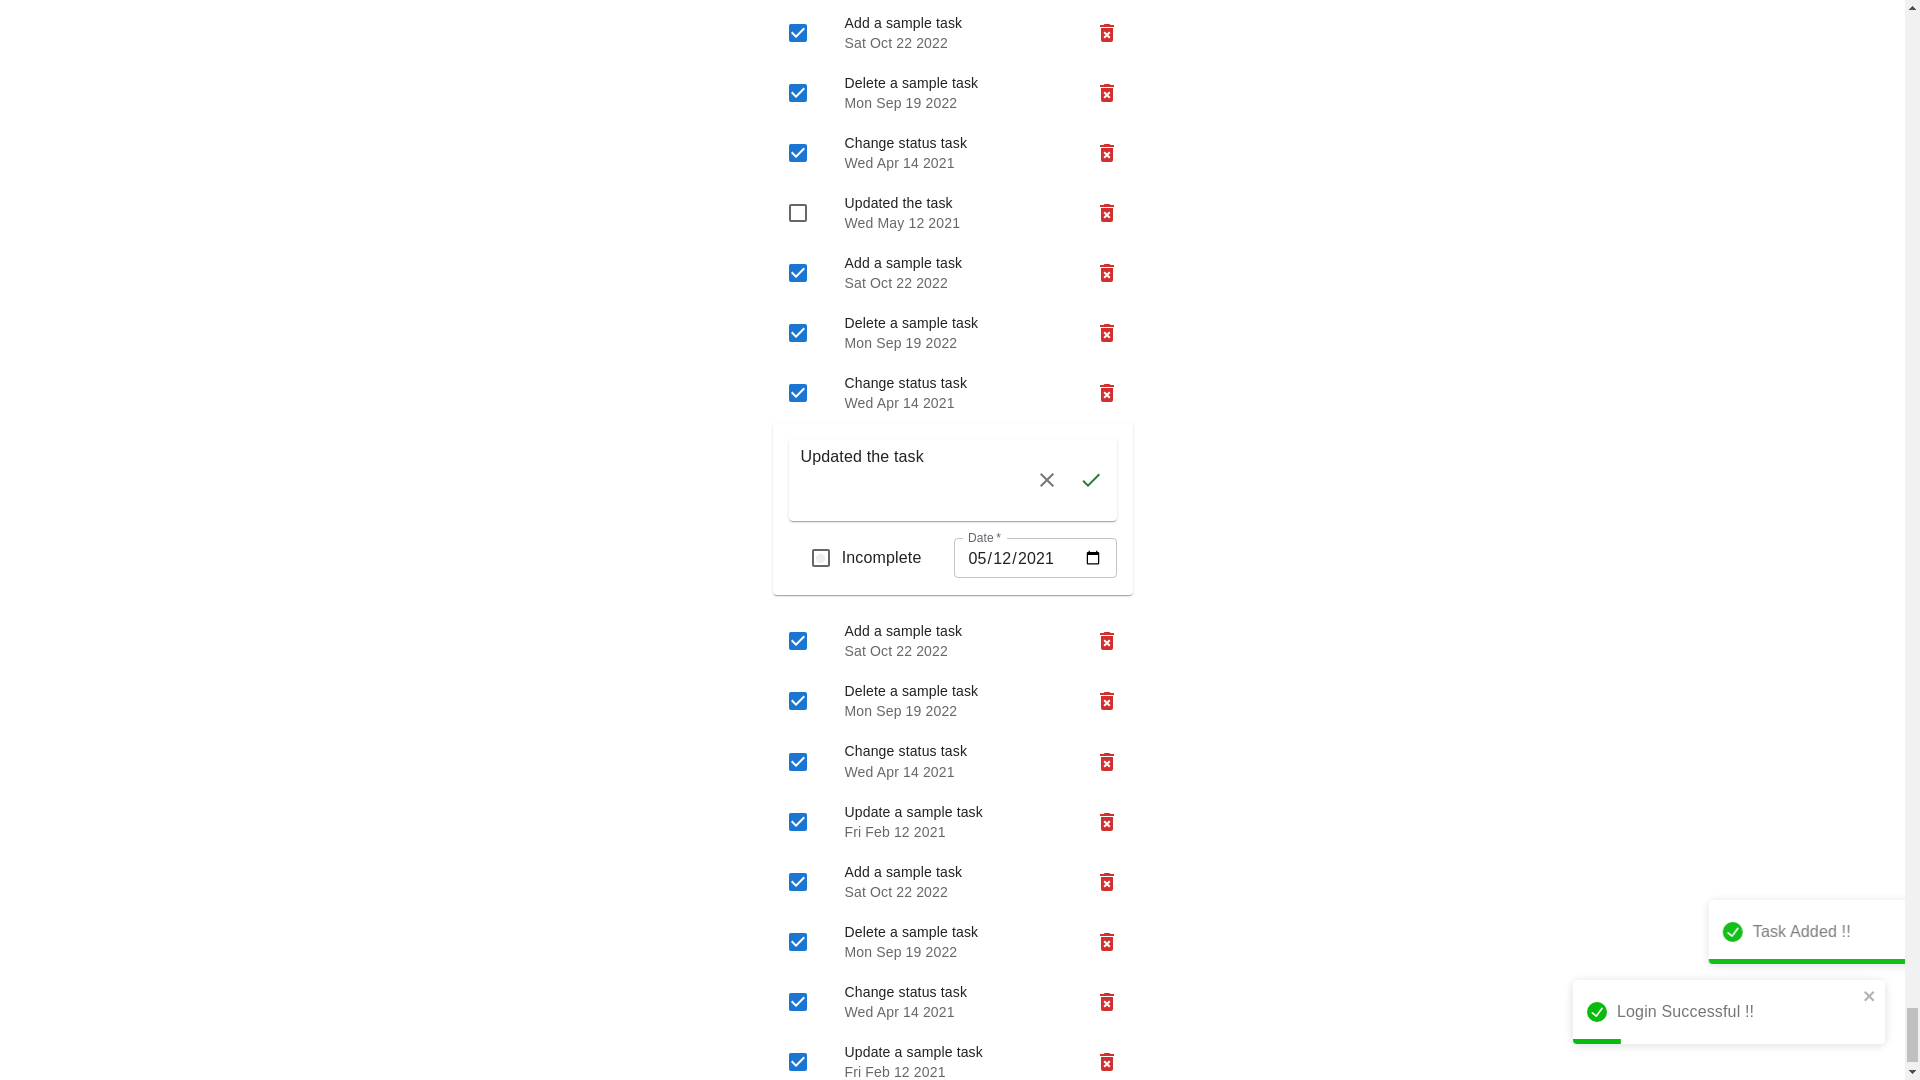 Add a sample task
Sat Oct 22 2022
Delete a sample task
Mon Sep 19 2022
Change status task
Wed Apr 14 2021
Updated the task
Wed May 12 2021
Add a sample task
Sat Oct 22 2022
Delete a sample task
Mon Sep 19 2022
Change status task
Wed Apr 14 2021
Updated the task
Incomplete
Date *
05/12/2021
Add a sample task
Sat Oct 22 2022
Delete a sample task
Mon Sep 19 2022
Change status task
Wed Apr 14 2021
Update a sample task
Fri Feb 12 2021
Add a sample task
Sat Oct 22 2022
Delete a sample task
Mon Sep 19 2022
Change status task
Wed Apr 14 2021
Update a sample task
Fri Feb 12 2021
Task Added !!
Login Successful !!